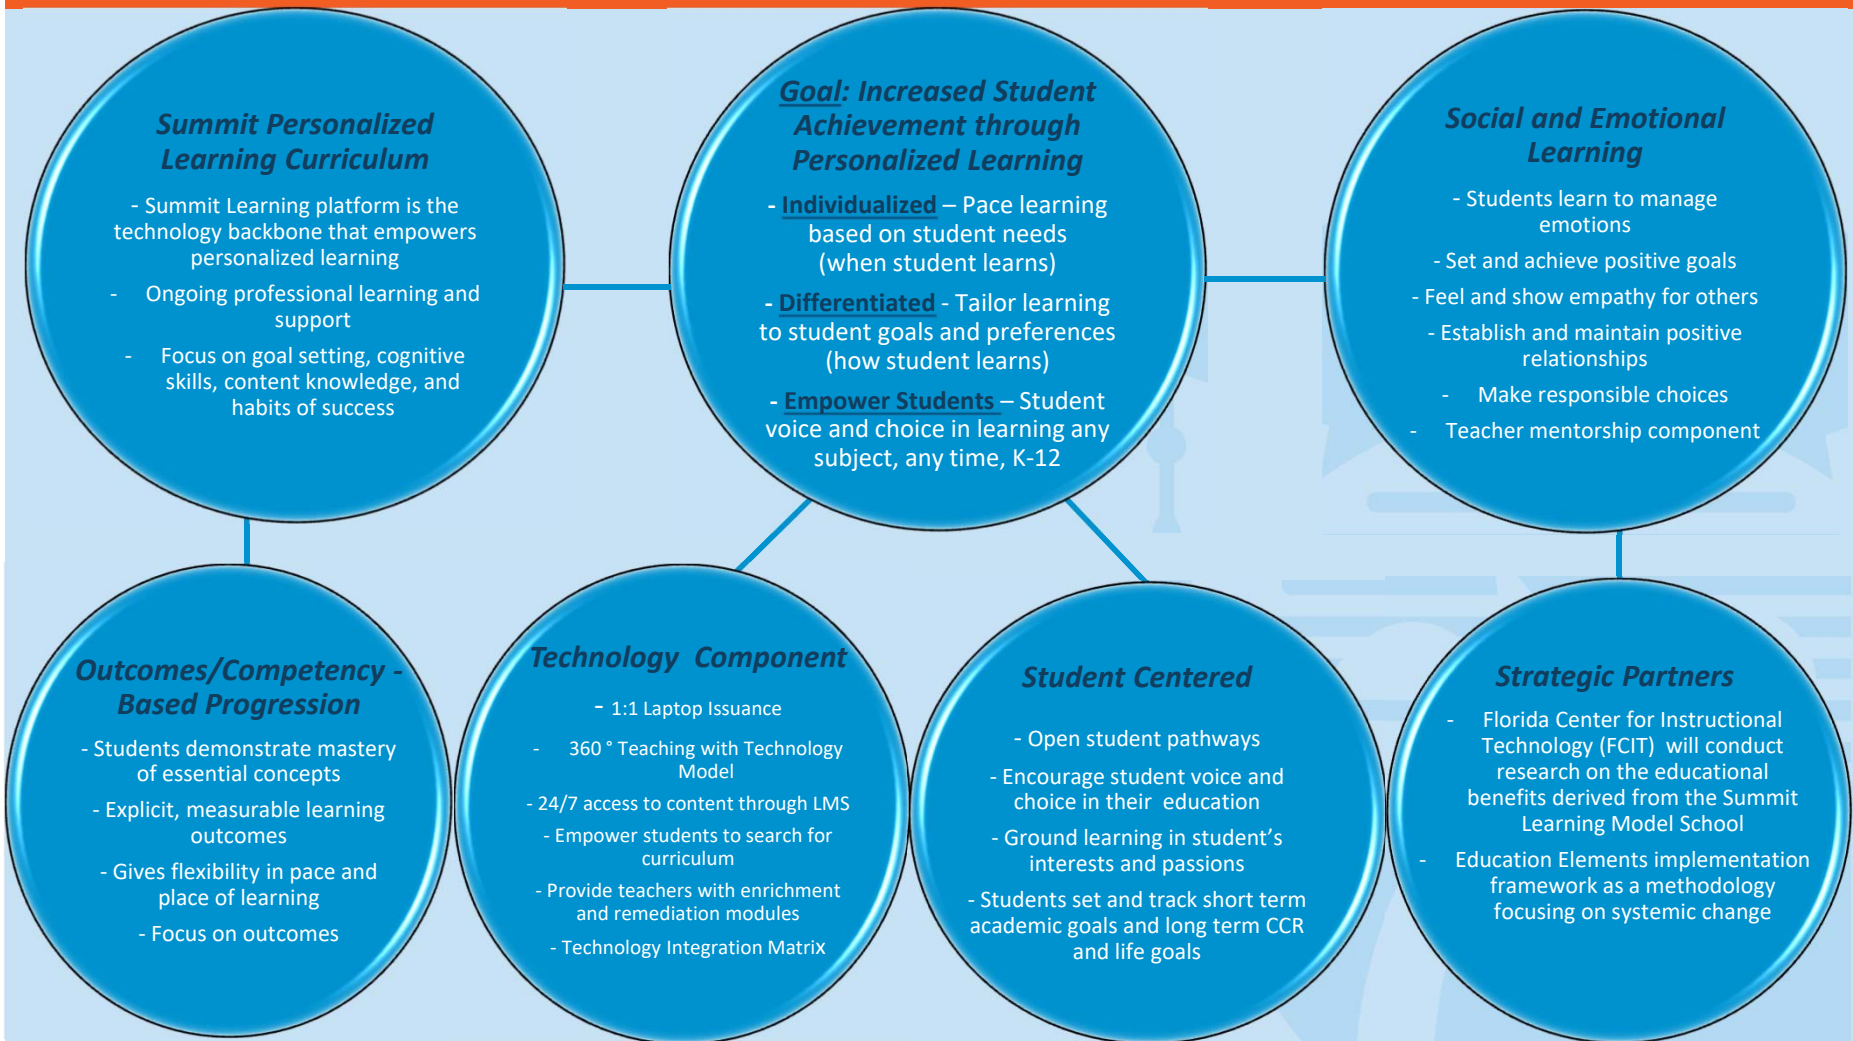 Summit Personalized
Learning Curriculum
- Summit Learning platform is the
technology backbone that empowers
personalized learning
- Ongoing professional learning and
support
- Focus on goal setting, cognitive
skills, content knowledge, and
habits of success
Goal: Increased Student
Achievement through
Personalized Learning
- Individualized – Pace learning
based on student needs
(when student learns)
- Differentiated - Tailor learning
to student goals and preferences
(how student learns)
- Empower Students – Student
voice and choice in learning any
subject, any time, K-12
Social and Emotional
Learning
- Students learn to manage
emotions
- Set and achieve positive goals
- Feel and show empathy for others
- Establish and maintain positive
relationships
- Make responsible choices
- Teacher mentorship component
Outcomes/Competency -
Based Progression
- Students demonstrate mastery
of essential concepts
- Explicit, measurable learning
outcomes
- Gives flexibility in pace and
place of learning
- Focus on outcomes
Technology Component
- 1:1 Laptop Issuance
- 360 ° Teaching with Technology
Model
- 24/7 access to content through LMS
- Empower students to search for
curriculum
- Provide teachers with enrichment
and remediation modules
- Technology Integration Matrix
Student Centered
- Open student pathways
- Encourage student voice and
choice in their education
- Ground learning in student’s
interests and passions
- Students set and track short term
academic goals and long term CCR
and life goals
Strategic Partners
- Florida Center for Instructional
Technology (FCIT) will conduct
research on the educational
benefits derived from the Summit
Learning Model School
- Education Elements implementation
framework as a methodology
focusing on systemic change